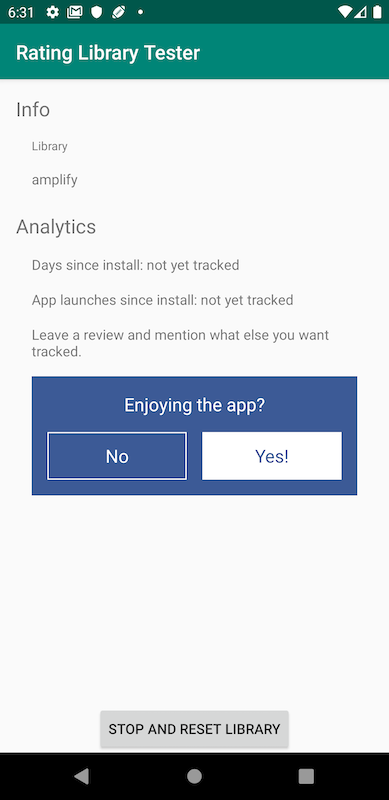 6:31
Rating Library Tester
Info
Library
amplify
Analytics
Days since install: not yet tracked
App launches since install: not yet tracked
Leave a review and mention what else you want
tracked.
Enjoying the app?
No
Yes!
STOP AND RESET LIBRARY